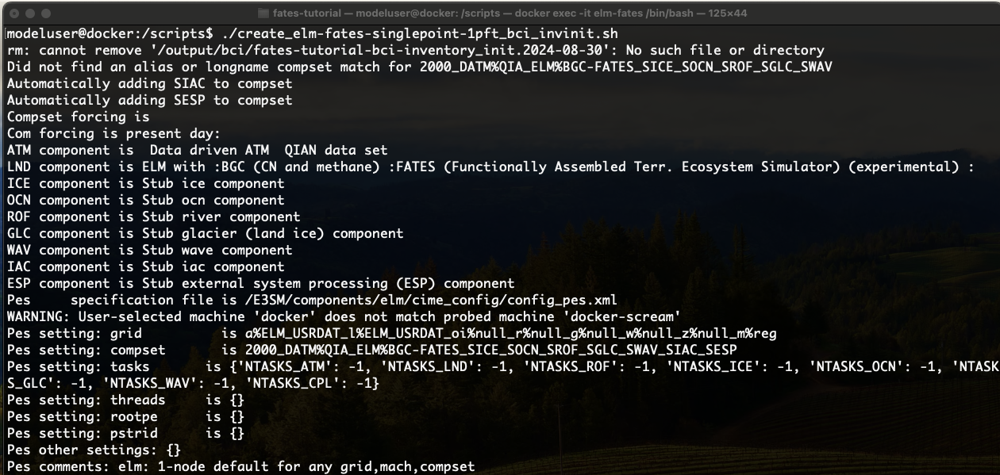 fates-tutorial — modeluser@docker: /scripts — docker exec -it elm-fates /bin/bash — 125×44
[modeluser@docker:/scripts$ ./create_elm-fates-singlepoint-1pft_bci_invinit.sh
rm: cannot remove '/output/bci/fates-tutorial-bci-inventory_init.2024-08-30': No such file or directory
Did not find an alias or longname compset match for 2000_DATM%QIA_ELM%BGC-FATES_SICE_SOCN_SROF_SGLC_SWAV
Automatically adding SIAC to compset
Automatically adding SESP to compset
Compset forcing is
Com forcing is present day:
ATM component is  Data driven ATM  QIAN data set
LND component is ELM with :BGC (CN and methane) :FATES (Functionally Assembled Terr. Ecosystem Simulator) (experimental) :
ICE component is Stub ice component
OCN component is Stub ocn component
ROF component is Stub river component
GLC component is Stub glacier (land ice) component
WAV component is Stub wave component
IAC component is Stub iac component
ESP component is Stub external system processing (ESP) component
Pes     specification file is /E3SM/components/elm/cime_config/config_pes.xml
WARNING: User-selected machine 'docker' does not match probed machine 'docker-scream'
Pes setting: grid          is a%ELM_USRDAT_l%ELM_USRDAT_oi%null_r%null_g%null_w%null_z%null_m%reg
Pes setting: compset       is 2000_DATM%QIA_ELM%BGC-FATES_SICE_SOCN_SROF_SGLC_SWAV_SIAC_SESP
Pes setting: tasks       is {'NTASKS_ATM': -1, 'NTASKS_LND': -1, 'NTASKS_ROF': -1, 'NTASKS_ICE': -1, 'NTASKS_OCN': -1, 'NTASK
S_GLC': -1, 'NTASKS_WAV': -1, 'NTASKS_CPL': -1}
Pes setting: threads     is {}
Pes setting: rootpe      is {}
Pes setting: pstrid      is {}
Pes other settings: {}
Pes comments: elm: 1-node default for any grid,mach,compset